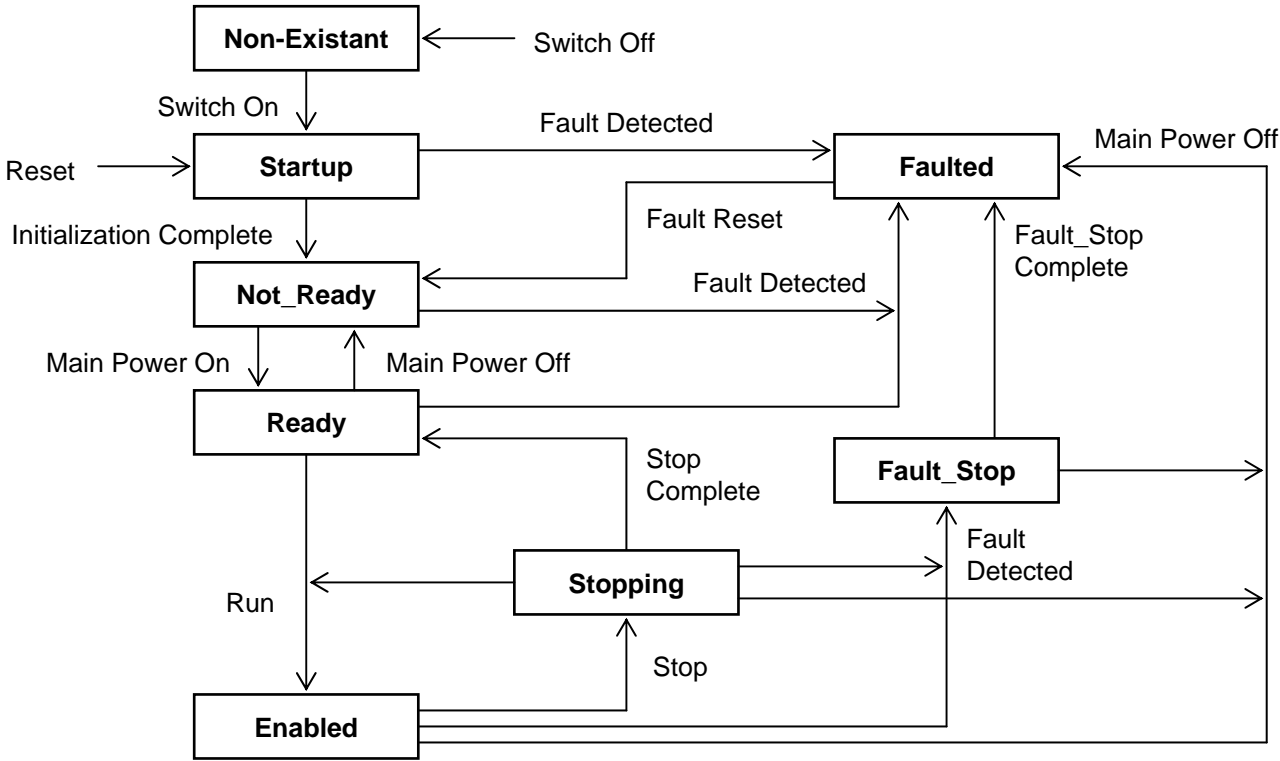 Non-Existant
Switch Off
Switch On
Fault Detected
Main Power Off
Reset
Startup
Faulted
Initialization Complete
Fault Reset
Fault_Stop
Complete
Not_Ready
Fault Detected
Main Power On
Main Power Off
Ready
Stop
Complete
Fault_Stop
Fault
Detected
Stopping
Run
Stop
Enabled